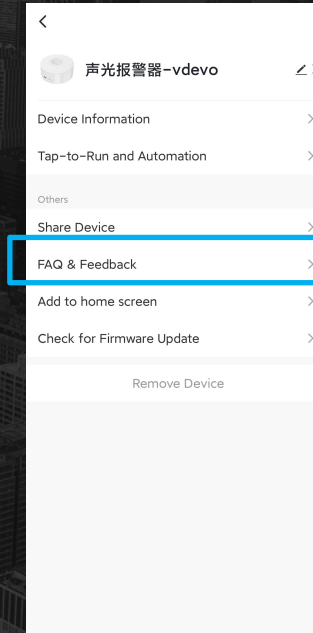 声光报警器-vdevo
Device Information
Tap-to-Run and Automation
Others
Share Device
FAQ & Feedback
Add to home screen
Check for Firmware Update
Remove Device